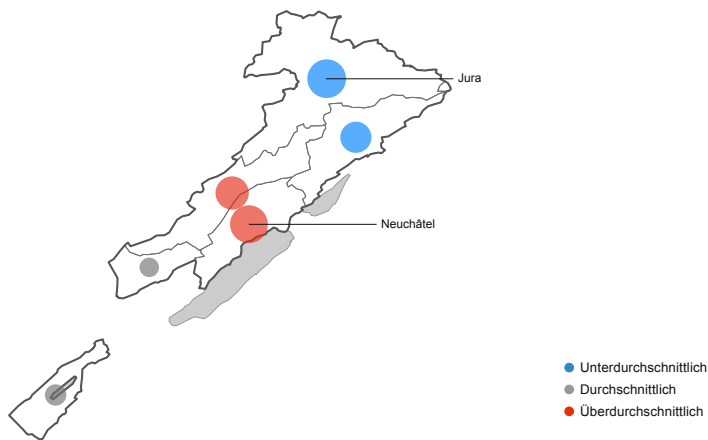 Jura
Neuchâtel
Unterdurchschnittlich
Durchschnittlich
Überdurchschnittlich